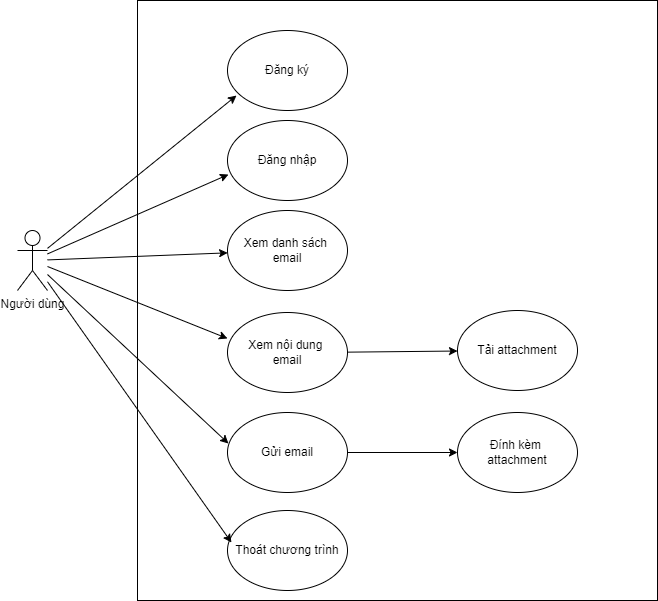 Đăng ký
Đăng nhập
Xem danh sách
email
Người dùng
Xem nội dung
email
Tải attachment
Gửi email
Đính kèm
attachment
Thoát chương trình